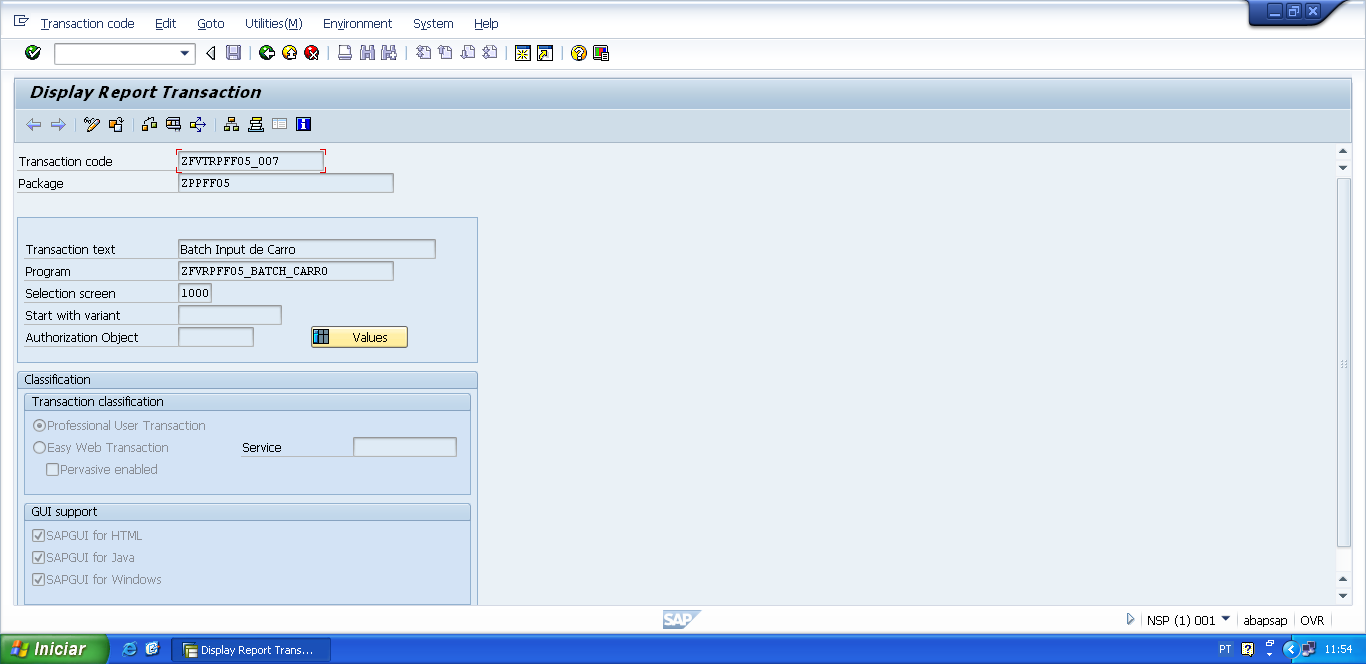 Transaction code Edit Goto Utilities(M) Environment System Help
Display Report Transaction
Transaction code ZFVTRPFF05_007
Package ZPPFF05
Transaction text Batch Input de Carro
Program ZFVRPFF05_BATCH_CARRO
Selection screen 1000
Start with variant
Authorization Object Values
Classification
Transaction classification
Professional User Transaction
Easy Web Transaction Service
Pervasive enabled
GUI support
SAPGUI for HTML
SAPGUI for Java
SAPGUI for Windows
SAP NSP (1) 001 abapsap OVR
Iniciar Display Report Trans... PT 11:54